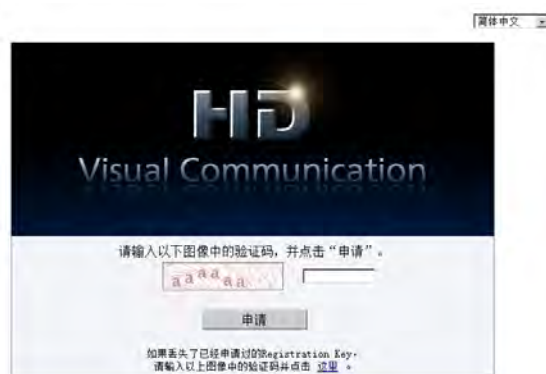 简体中文
HD
Visual Communication
请输入以下图像中的验证码，并点击“申请”。
aaaaaa
申请
如果丢失了已经申请过的Registration Key，
请输入以上图像中的验证码并点击 这里 。